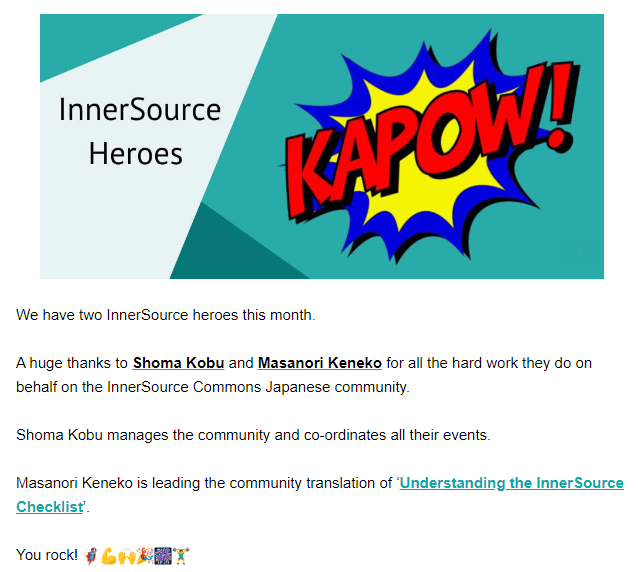 InnerSource
Heroes
KAPOW!
We have two InnerSource heroes this month.
A huge thanks to Shoma Kobu and Masanori Keneko for all the hard work they do on
behalf on the InnerSource Commons Japanese community.
Shoma Kobu manages the community and co-ordinates all their events.
Masanori Keneko is leading the community translation of ‘Understanding the InnerSource
Checklist’.
You rock! 🦸💪🙌🎉🎆🏋️